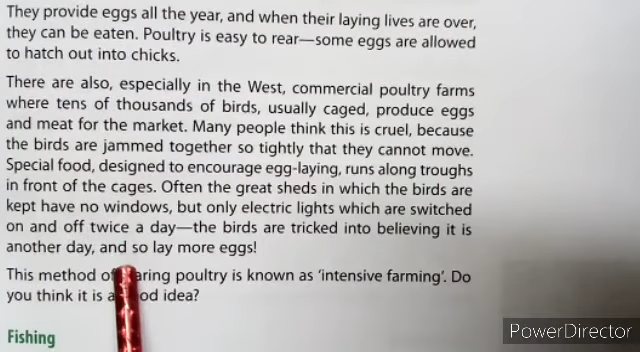 They provide eggs all the year, and when their laying lives are over,
they can be eaten. Poultry is easy to rear—some eggs are allowed
to hatch out into chicks.
There are also, especially in the West, commercial poultry farms
where tens of thousands of birds, usually caged, produce eggs
and meat for the market. Many people think this is cruel, because
the birds are jammed together so tightly that they cannot move.
Special food, designed to encourage egg-laying, runs along troughs
in front of the cages. Often the great sheds in which the birds are
kept have no windows, but only electric lights which are switched
on and off twice a day—the birds are tricked into believing it is
another day, and so lay more eggs!
This method poultry is known as 'intensive farming'. Do
you think it is idea?
Fishing
PowerDirector